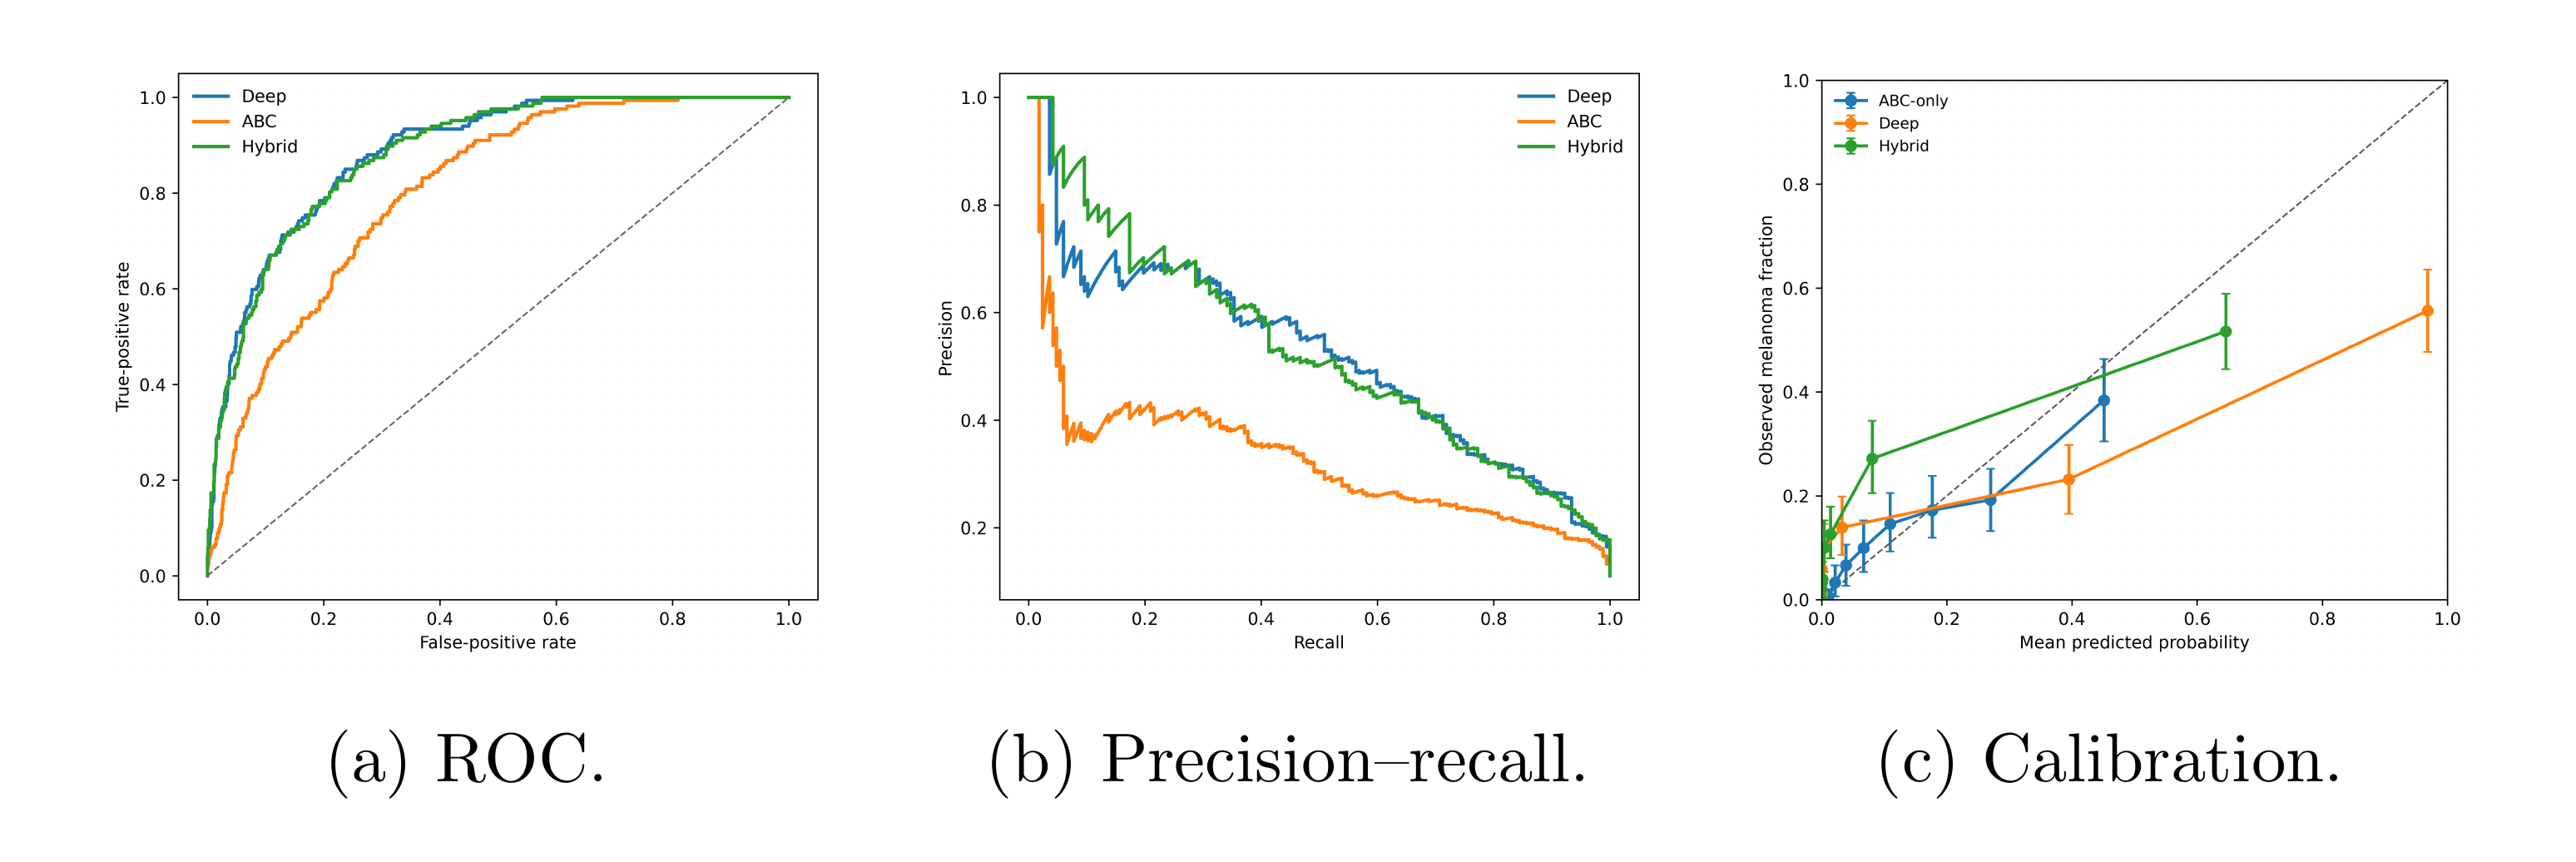 1.0
0.8
0.6
0.4
0.2
0.0
True-positive rate
Deep
ABC
Hybrid
0.0 0.2 0.4 0.6 0.8 1.0
False-positive rate
(a) ROC.
1.0
0.8
0.6
0.4
0.2
Precision
Deep
ABC
Hybrid
0.0 0.2 0.4 0.6 0.8 1.0
Recall
(b) Precision–recall.
1.0
0.8
0.6
0.4
0.2
0.0
Observed melanoma fraction
ABC-only
Deep
Hybrid
0.0 0.2 0.4 0.6 0.8 1.0
Mean predicted probability
(c) Calibration.